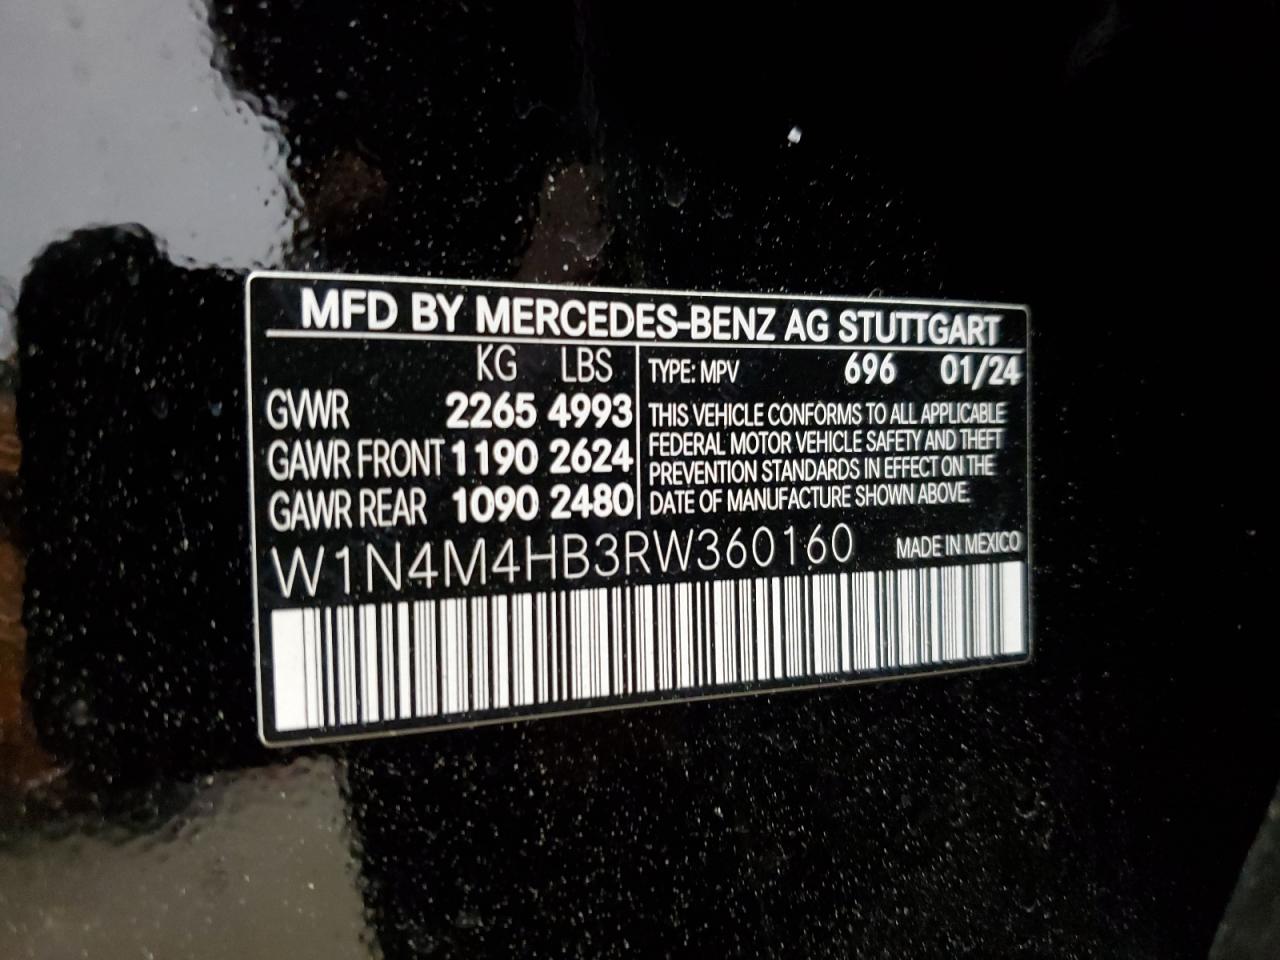 MFD BY MERCEDES-BENZ AG STUTTGART
KG LBS
GVWR 2265 4993
GAWR FRONT 1190 2624
GAWR REAR 1090 2480
TYPE: MPV 696 01/24
THIS VEHICLE CONFORMS TO ALL APPLICABLE
FEDERAL MOTOR VEHICLE SAFETY AND THEFT
PREVENTION STANDARDS IN EFFECT ON THE
DATE OF MANUFACTURE SHOWN ABOVE.
W1N4M4HB3RW360160 MADE IN MEXICO